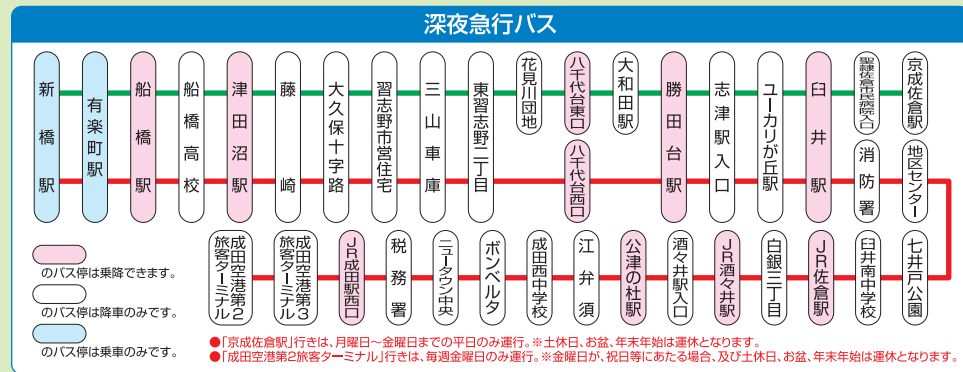 深夜急行バス
新橋駅
有楽町駅
船橋駅
船橋高校
津田沼駅
藤崎
大久保十字路
習志野市営住宅
三山車庫
東習志野二丁目
花見川団地
八千代台東口
八千代台西口
大和田駅
勝田台駅
志津駅入口
ユーカリが丘駅
臼井駅
聖隷佐倉市民病院入口
消防署
京成佐倉駅
地区センター
成田空港第2旅客ターミナル
成田空港第3旅客ターミナル
JR成田駅西口
税務署
ニュータウン中央
ボンベルタ
成田西中学校
江弁須
公津の杜駅
酒々井駅入口
JR酒々井駅
白銀三丁目
JR佐倉駅
臼井南中学校
七井戸公園
のバス停は乗降できます。
のバス停は降車のみです。
のバス停は乗車のみです。
●「京成佐倉駅」行きは、月曜日〜金曜日までの平日のみ運行。※土休日、お盆、年末年始は運休となります。
●「成田空港第2旅客ターミナル」行きは、毎週金曜日のみ運行。※金曜日が、祝日等にあたる場合、及び土休日、お盆、年末年始は運休となります。